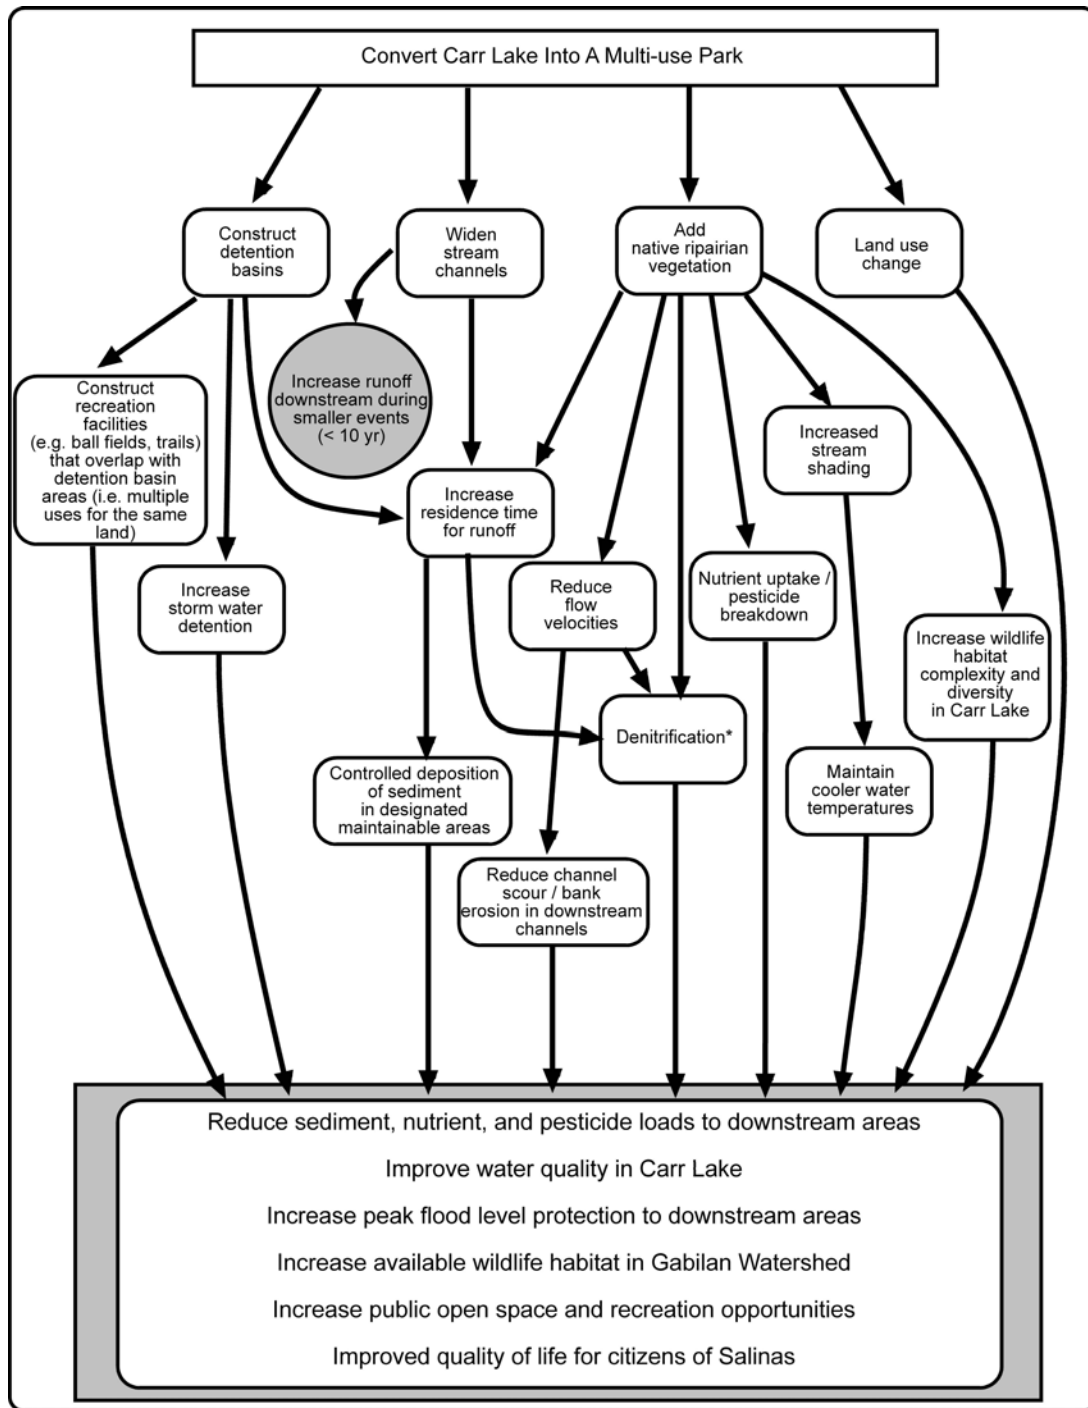 Convert Carr Lake Into A Multi-use Park
Construct
detention
basins
Widen
stream
channels
Add
native ripairian
vegetation
Land use
change
Increase runoff
downstream during
smaller events
(< 10 yr)
Construct
recreation
facilities
(e.g. ball fields, trails)
that overlap with
detention basin
areas (i.e. multiple
uses for the same
land)
Increased
stream
shading
Increase
residence time
for runoff
Increase
storm water
detention
Reduce
flow
velocities
Nutrient uptake /
pesticide
breakdown
Increase wildlife
habitat
complexity and
diversity
in Carr Lake
Denitrification*
Controlled deposition
of sediment
in designated
maintainable areas
Maintain
cooler water
temperatures
Reduce channel
scour / bank
erosion in downstream
channels
Reduce sediment, nutrient, and pesticide loads to downstream areas
Improve water quality in Carr Lake
Increase peak flood level protection to downstream areas
Increase available wildlife habitat in Gabilan Watershed
Increase public open space and recreation opportunities
Improved quality of life for citizens of Salinas